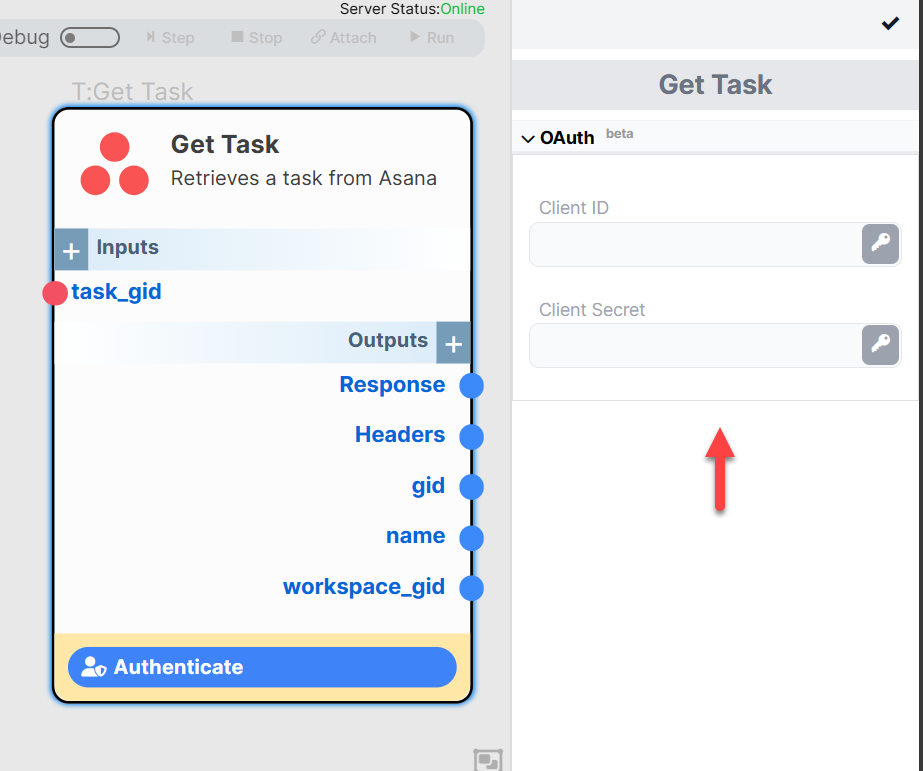 Server Status:Online
Debug Step Stop Attach Run
T:Get Task
Get Task
Retrieves a task from Asana
Inputs
task_gid
Outputs
Response
Headers
gid
name
workspace_gid
Authenticate
Get Task
OAuth beta
Client ID
Client Secret